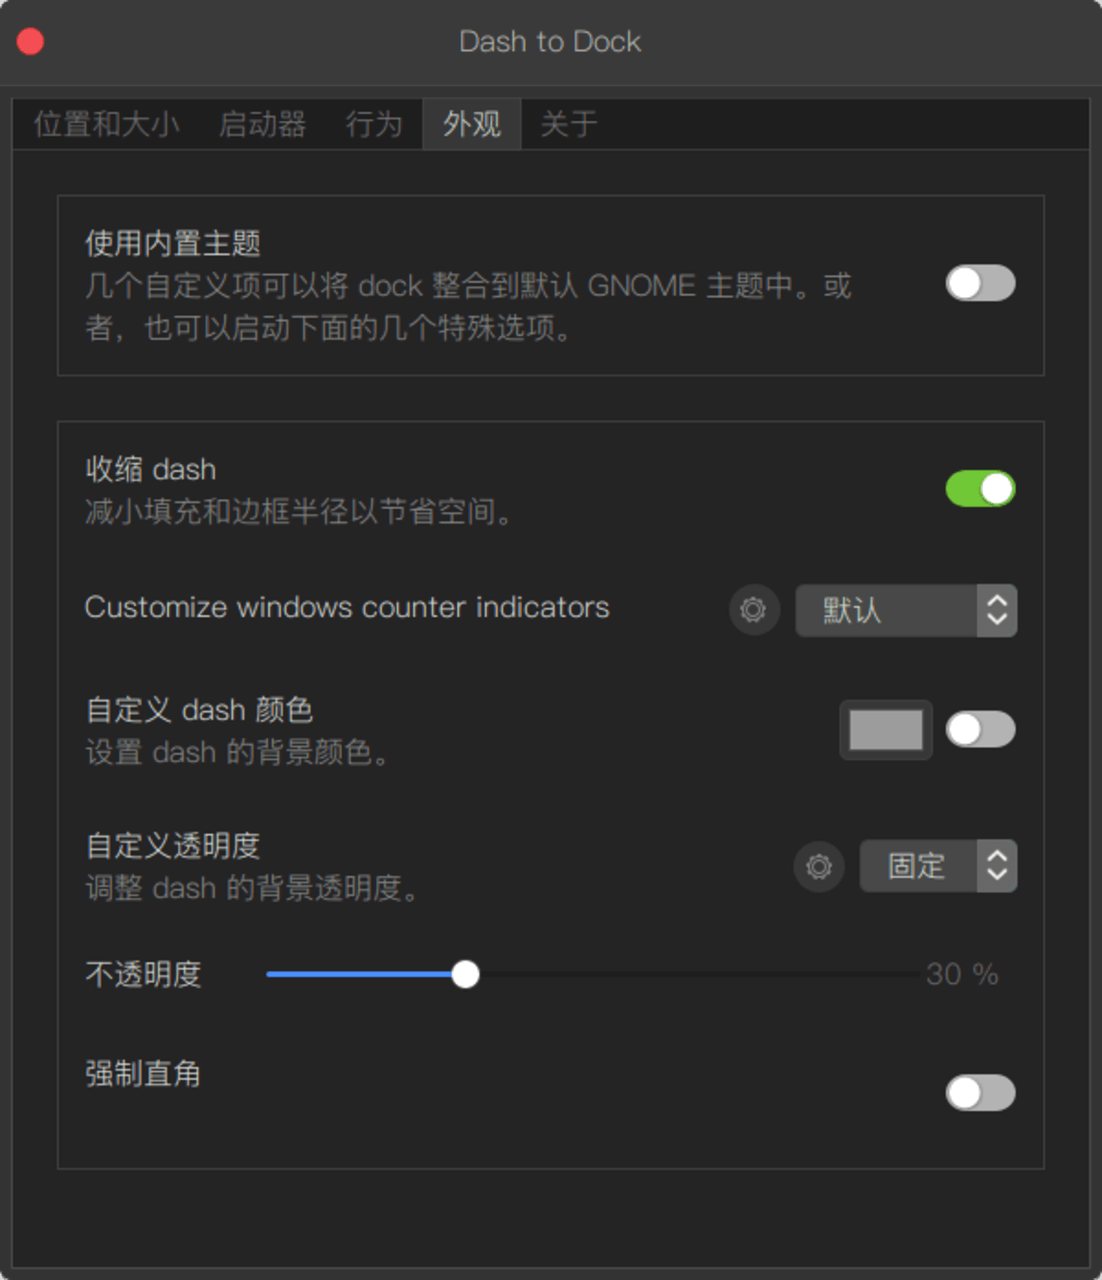 Dash to Dock
位置和大小 启动器 行为 外观 关于
使用内置主题
几个自定义项可以将 dock 整合到默认 GNOME 主题中。或
者，也可以启动下面的几个特殊选项。
收缩 dash
减小填充和边框半径以节省空间。
Customize windows counter indicators 默认
自定义 dash 颜色
设置 dash 的背景颜色。
自定义透明度
调整 dash 的背景透明度。
固定
不透明度 30 %
强制直角